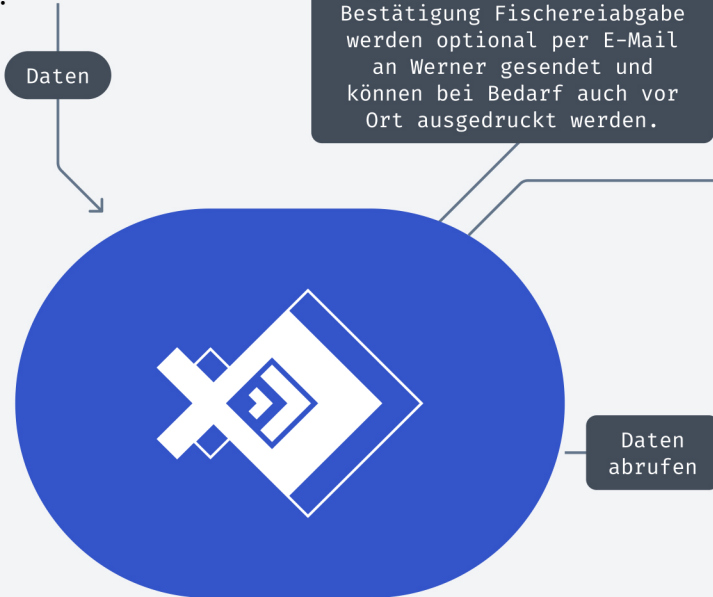 Bestätigung Fischereiabgabe
werden optional per E-Mail
an Werner gesendet und
können bei Bedarf auch vor
Ort ausgedruckt werden.
Daten
Daten
abrufen